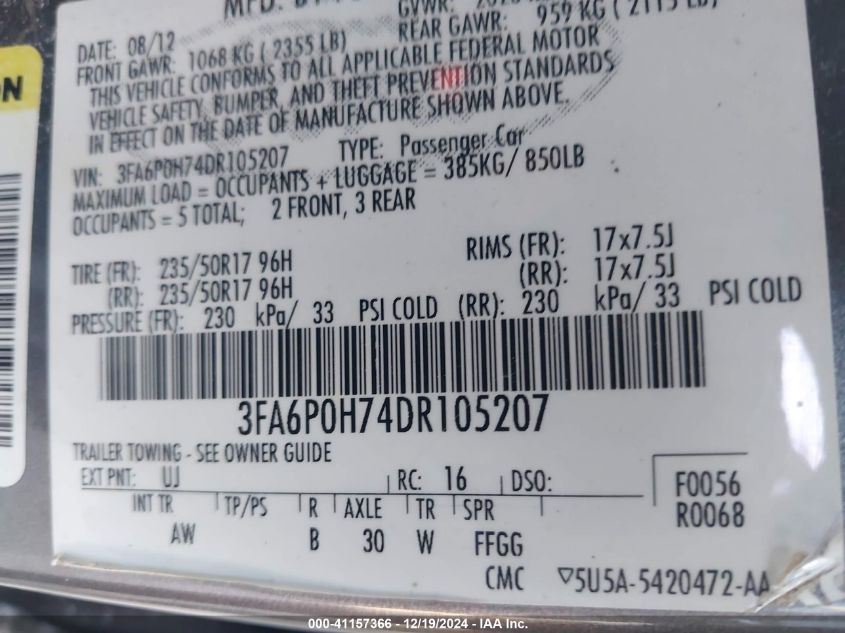 MFD. BY
GVWR:
DATE: 08/12
FRONT GAWR: 1068 KG ( 2355 LB)
REAR GAWR: 959 KG ( 2115 LB)
THIS VEHICLE CONFORMS TO ALL APPLICABLE FEDERAL MOTOR
VEHICLE SAFETY, BUMPER, AND THEFT PREVENTION STANDARDS
IN EFFECT ON THE DATE OF MANUFACTURE SHOWN ABOVE.
VIN: 3FA6P0H74DR105207 TYPE: Passenger Car
MAXIMUM LOAD = OCCUPANTS + LUGGAGE = 385KG/ 850LB
OCCUPANTS = 5 TOTAL; 2 FRONT, 3 REAR
TIRE (FR): 235/50R17 96H RIMS (FR): 17x7.5J
(RR): 235/50R17 96H (RR): 17x7.5J
PRESSURE (FR): 230 kPa/ 33 PSI COLD (RR): 230 kPa/ 33 PSI COLD
3FA6P0H74DR105207
TRAILER TOWING - SEE OWNER GUIDE
EXT PNT: UJ RC: 16 DSO:
F0056
R0068
INT TR TP/PS R AXLE TR SPR
AW B 30 W FFGG
CMC ▽5U5A-5420472-AA
000-41157366 - 12/19/2024 - IAA Inc.